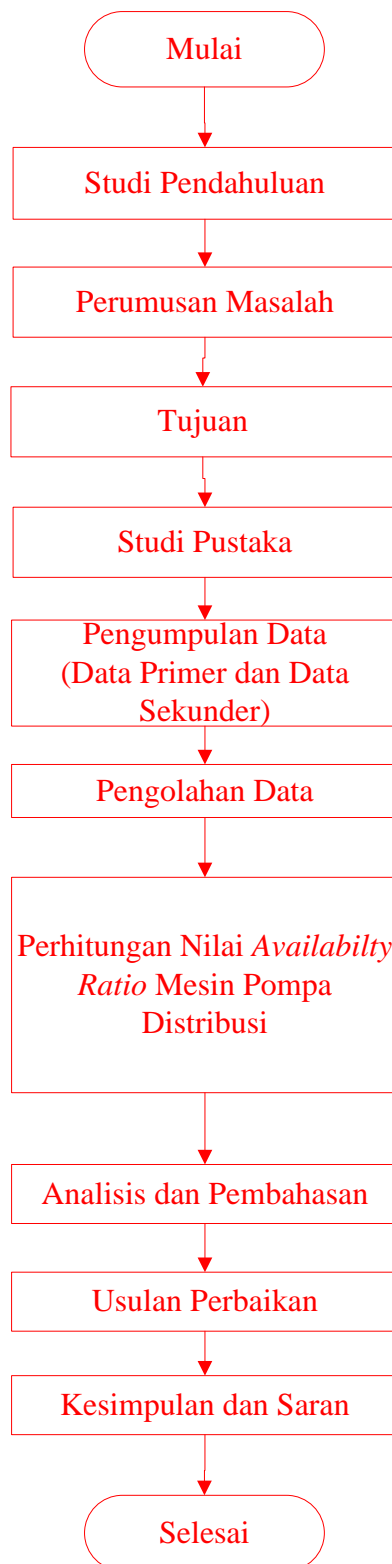 Mulai
Studi Pendahuluan
Perumusan Masalah
Tujuan
Studi Pustaka
Pengumpulan Data
(Data Primer dan Data
Sekunder)
Pengolahan Data
Perhitungan Nilai Availabilty
Ratio Mesin Pompa
Distribusi
Analisis dan Pembahasan
Usulan Perbaikan
Kesimpulan dan Saran
Selesai